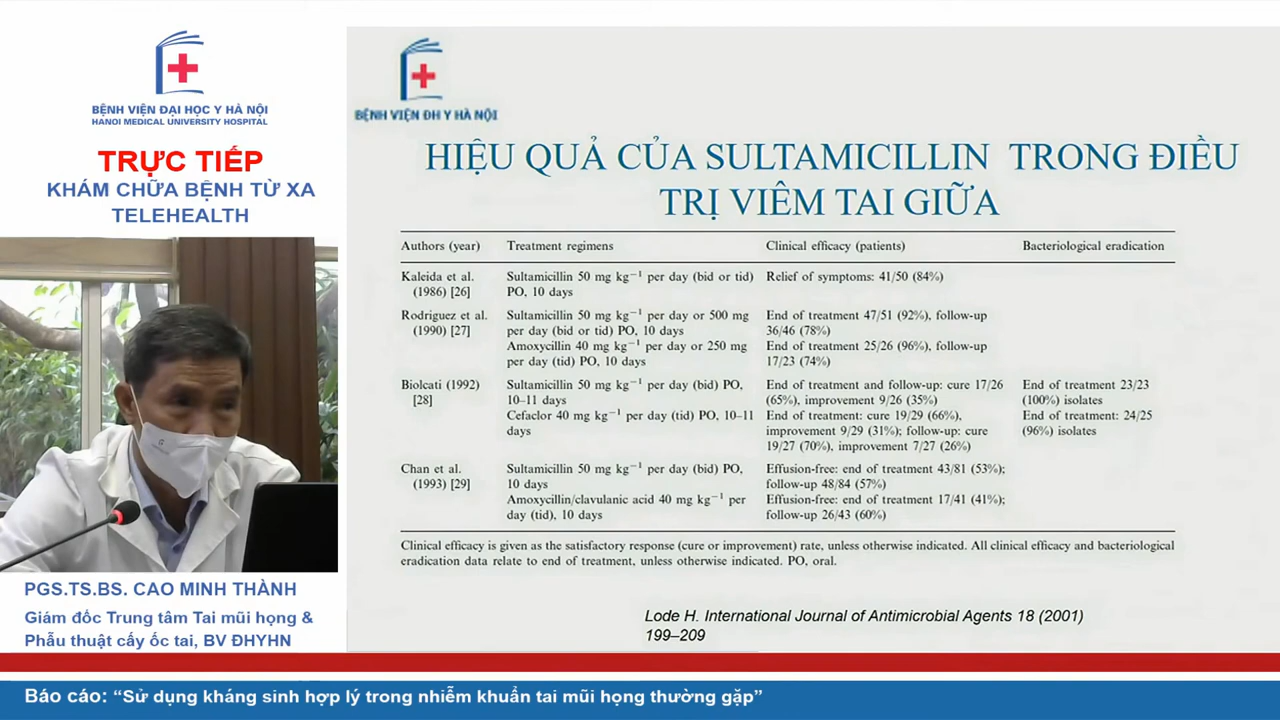 BỆNH VIỆN ĐẠI HỌC Y HÀ NỘI
HANOI MEDICAL UNIVERSITY HOSPITAL
TRỰC TIẾP
KHÁM CHỮA BỆNH TỪ XA
TELEHEALTH
PGS.TS.BS. CAO MINH THÀNH
Giám đốc Trung tâm Tai mũi họng &
Phẫu thuật cấy ốc tai, BV ĐHYHN
BỆNH VIỆN ĐH Y HÀ NỘI
HIỆU QUẢ CỦA SULTAMICILLIN TRONG ĐIỀU
TRỊ VIÊM TAI GIỮA
Authors (year) Treatment regimens Clinical efficacy (patients) Bacteriological eradication
Kaleida et al. Sultamicillin 50 mg kg⁻¹ per day (bid or tid) Relief of symptoms: 41/50 (84%)
(1986) [26] PO, 10 days
Rodriguez et al. Sultamicillin 50 mg kg⁻¹ per day or 500 mg End of treatment 47/51 (92%), follow-up
(1990) [27] per day (bid or tid) PO, 10 days 36/46 (78%)
Amoxycillin 40 mg kg⁻¹ per day or 250 mg End of treatment 25/26 (96%), follow-up
per day (tid) PO, 10 days 17/23 (74%)
Biolcati (1992) Sultamicillin 50 mg kg⁻¹ per day (bid) PO, End of treatment and follow-up: cure 17/26 End of treatment 23/23
[28] 10–11 days (65%), improvement 9/26 (35%) (100%) isolates
Cefaclor 40 mg kg⁻¹ per day (tid) PO, 10–11 End of treatment: cure 19/29 (66%), End of treatment: 24/25
days improvement 9/29 (31%); follow-up: cure (96%) isolates
19/27 (70%), improvement 7/27 (26%)
Chan et al. Sultamicillin 50 mg kg⁻¹ per day (bid) PO, Effusion-free: end of treatment 43/81 (53%);
(1993) [29] 10 days follow-up 48/84 (57%)
Amoxycillin/clavulanic acid 40 mg kg⁻¹ per Effusion-free: end of treatment 17/41 (41%);
day (tid), 10 days follow-up 26/43 (60%)
Clinical efficacy is given as the satisfactory response (cure or improvement) rate, unless otherwise indicated. All clinical efficacy and bacteriological
eradication data relate to end of treatment, unless otherwise indicated. PO, oral.
Lode H. International Journal of Antimicrobial Agents 18 (2001)
199–209
Báo cáo: “Sử dụng kháng sinh hợp lý trong nhiễm khuẩn tai mũi họng thường gặp”